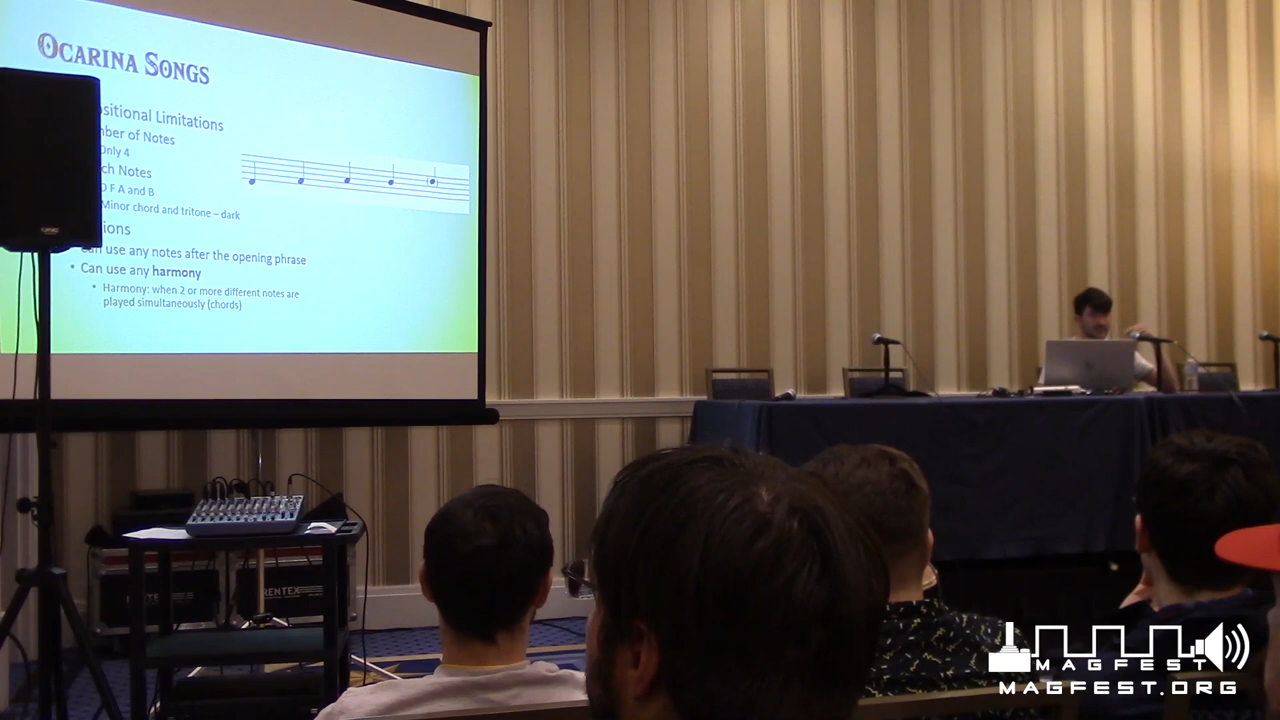 OCARINA SONGS
sitional Limitations
ber of Notes
Only 4
ch Notes
D F A and B
Minor chord and tritone – dark
ions
Can use any notes after the opening phrase
• Can use any harmony
• Harmony: when 2 or more different notes are
played simultaneously (chords)
RENTEX
MAGFEST
MAGFEST.ORG